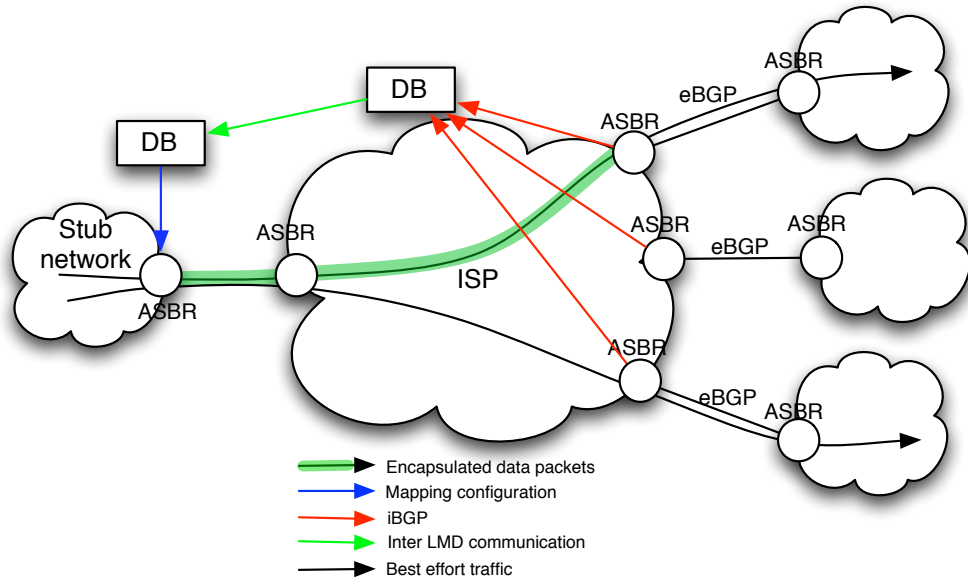 ASBR
eBGP
DB
ASBR
DB
Stub
network
ASBR
ASBR
ASBR
eBGP
ISP
ASBR
ASBR
eBGP
ASBR
Encapsulated data packets
Mapping configuration
iBGP
Inter LMD communication
Best effort traffic